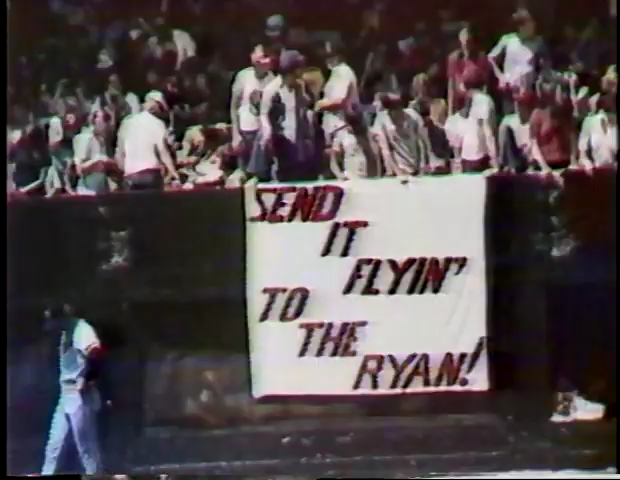 SEND
IT
FLYIN'
TO
THE
RYAN!